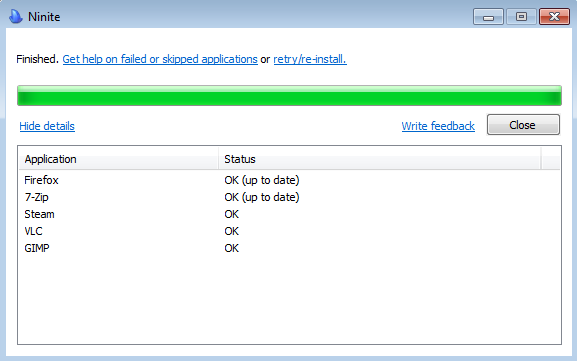 Ninite
Finished. Get help on failed or skipped applications or retry/re-install.
Hide details Write feedback Close
Application Status
Firefox OK (up to date)
7-Zip OK (up to date)
Steam OK
VLC OK
GIMP OK